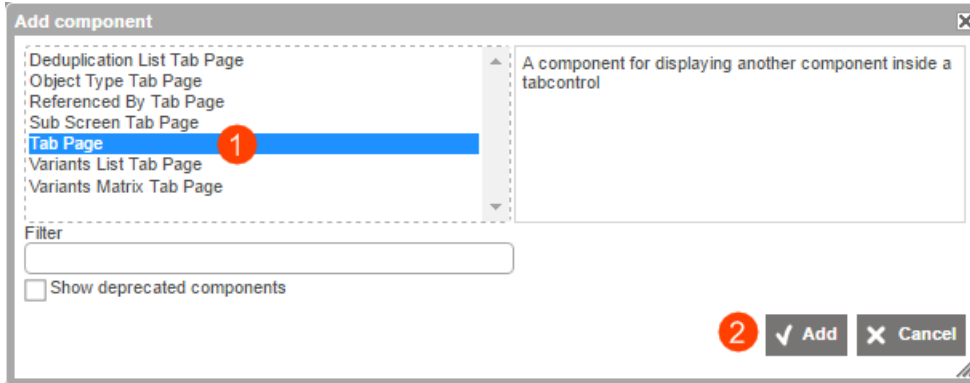 Add component
Deduplication List Tab Page
Object Type Tab Page
Referenced By Tab Page
Sub Screen Tab Page
Tab Page
1
Variants List Tab Page
Variants Matrix Tab Page
A component for displaying another component inside a
tabcontrol
Filter
Show deprecated components
2
Add
Cancel